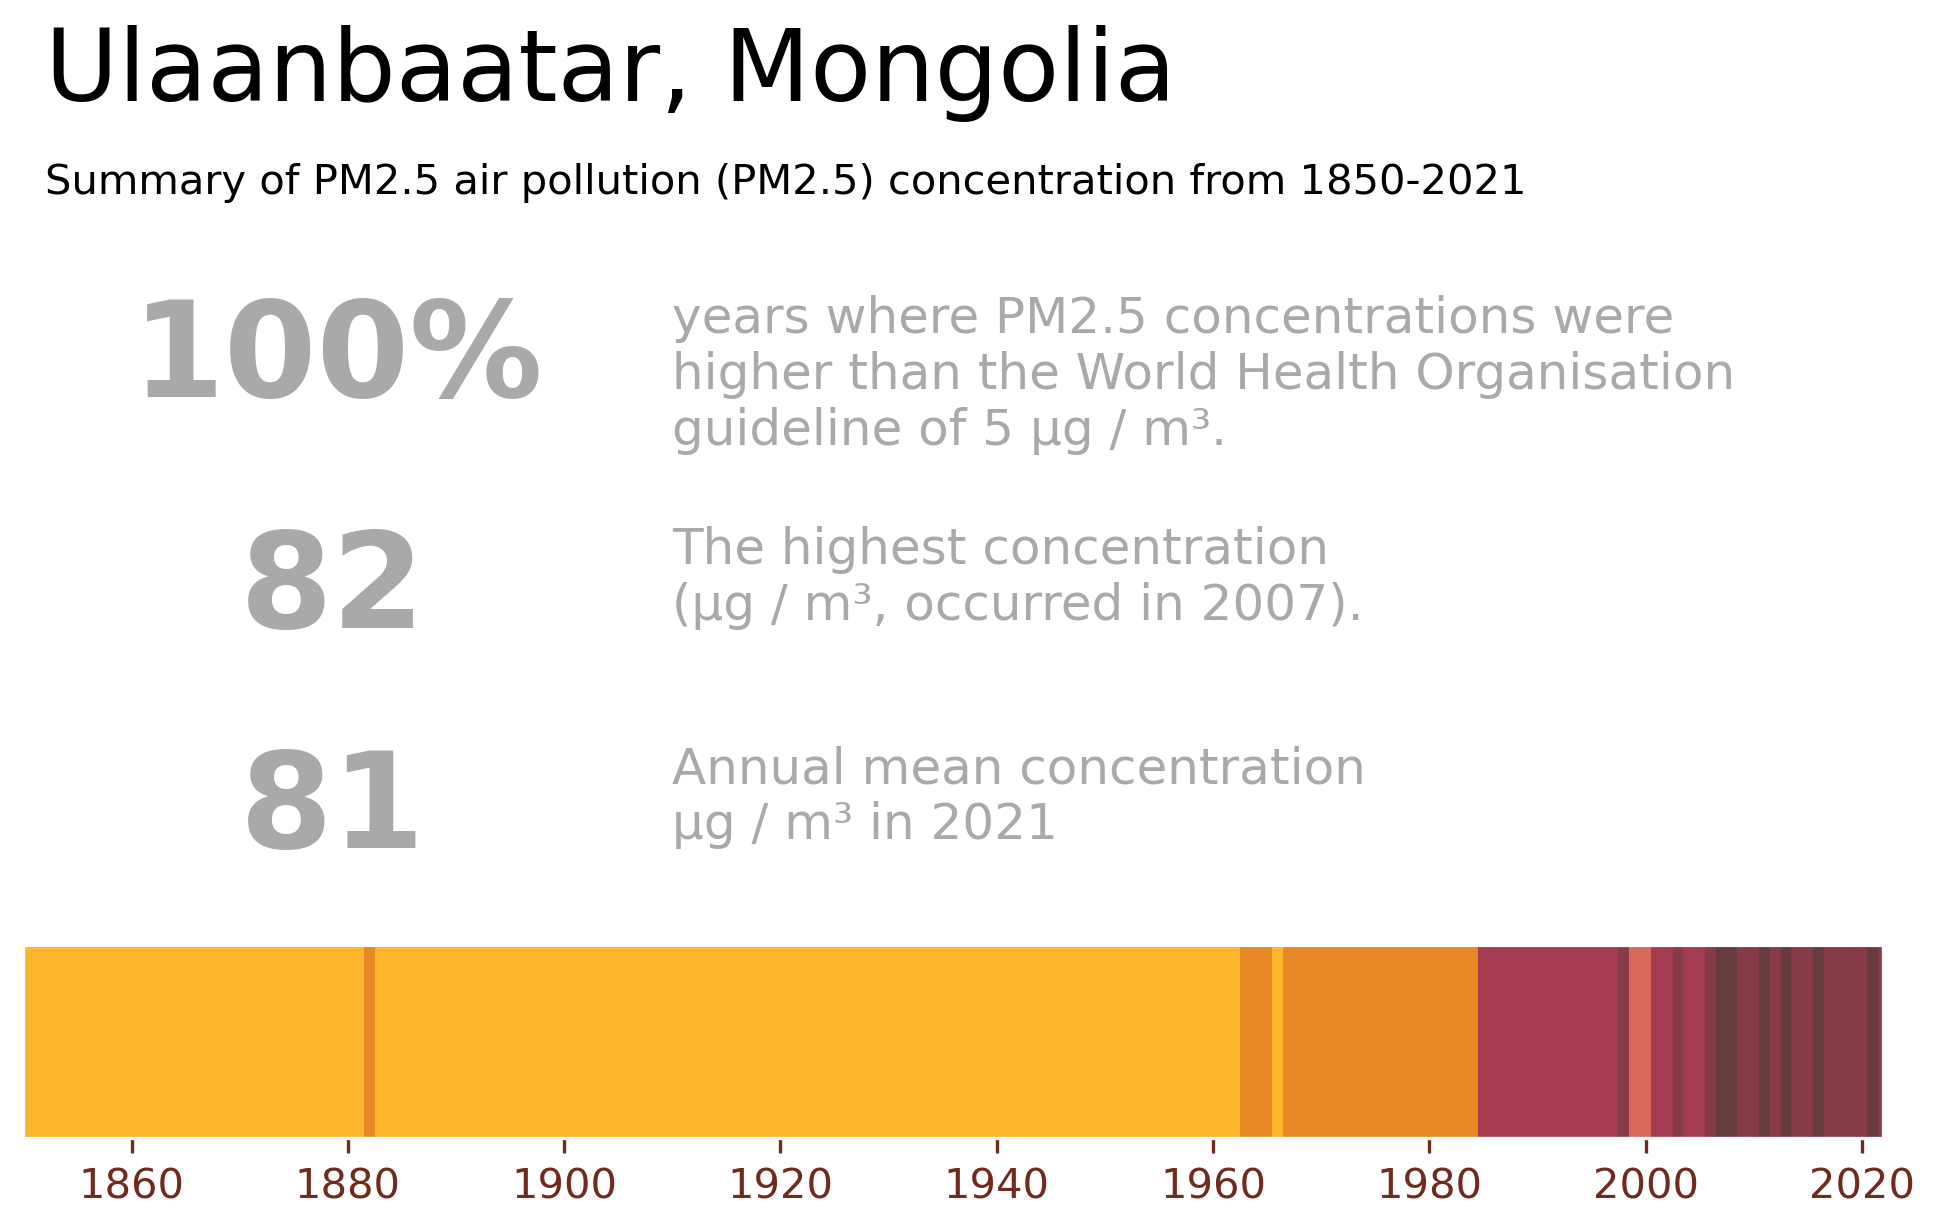 Ulaanbaatar, Mongolia
Summary of PM2.5 air pollution (PM2.5) concentration from 1850-2021
100%
years where PM2.5 concentrations were
higher than the World Health Organisation
guideline of 5 µg / m³.
82
The highest concentration
(µg / m³, occurred in 2007).
81
Annual mean concentration
µg / m³ in 2021
1860 1880 1900 1920 1940 1960 1980 2000 2020